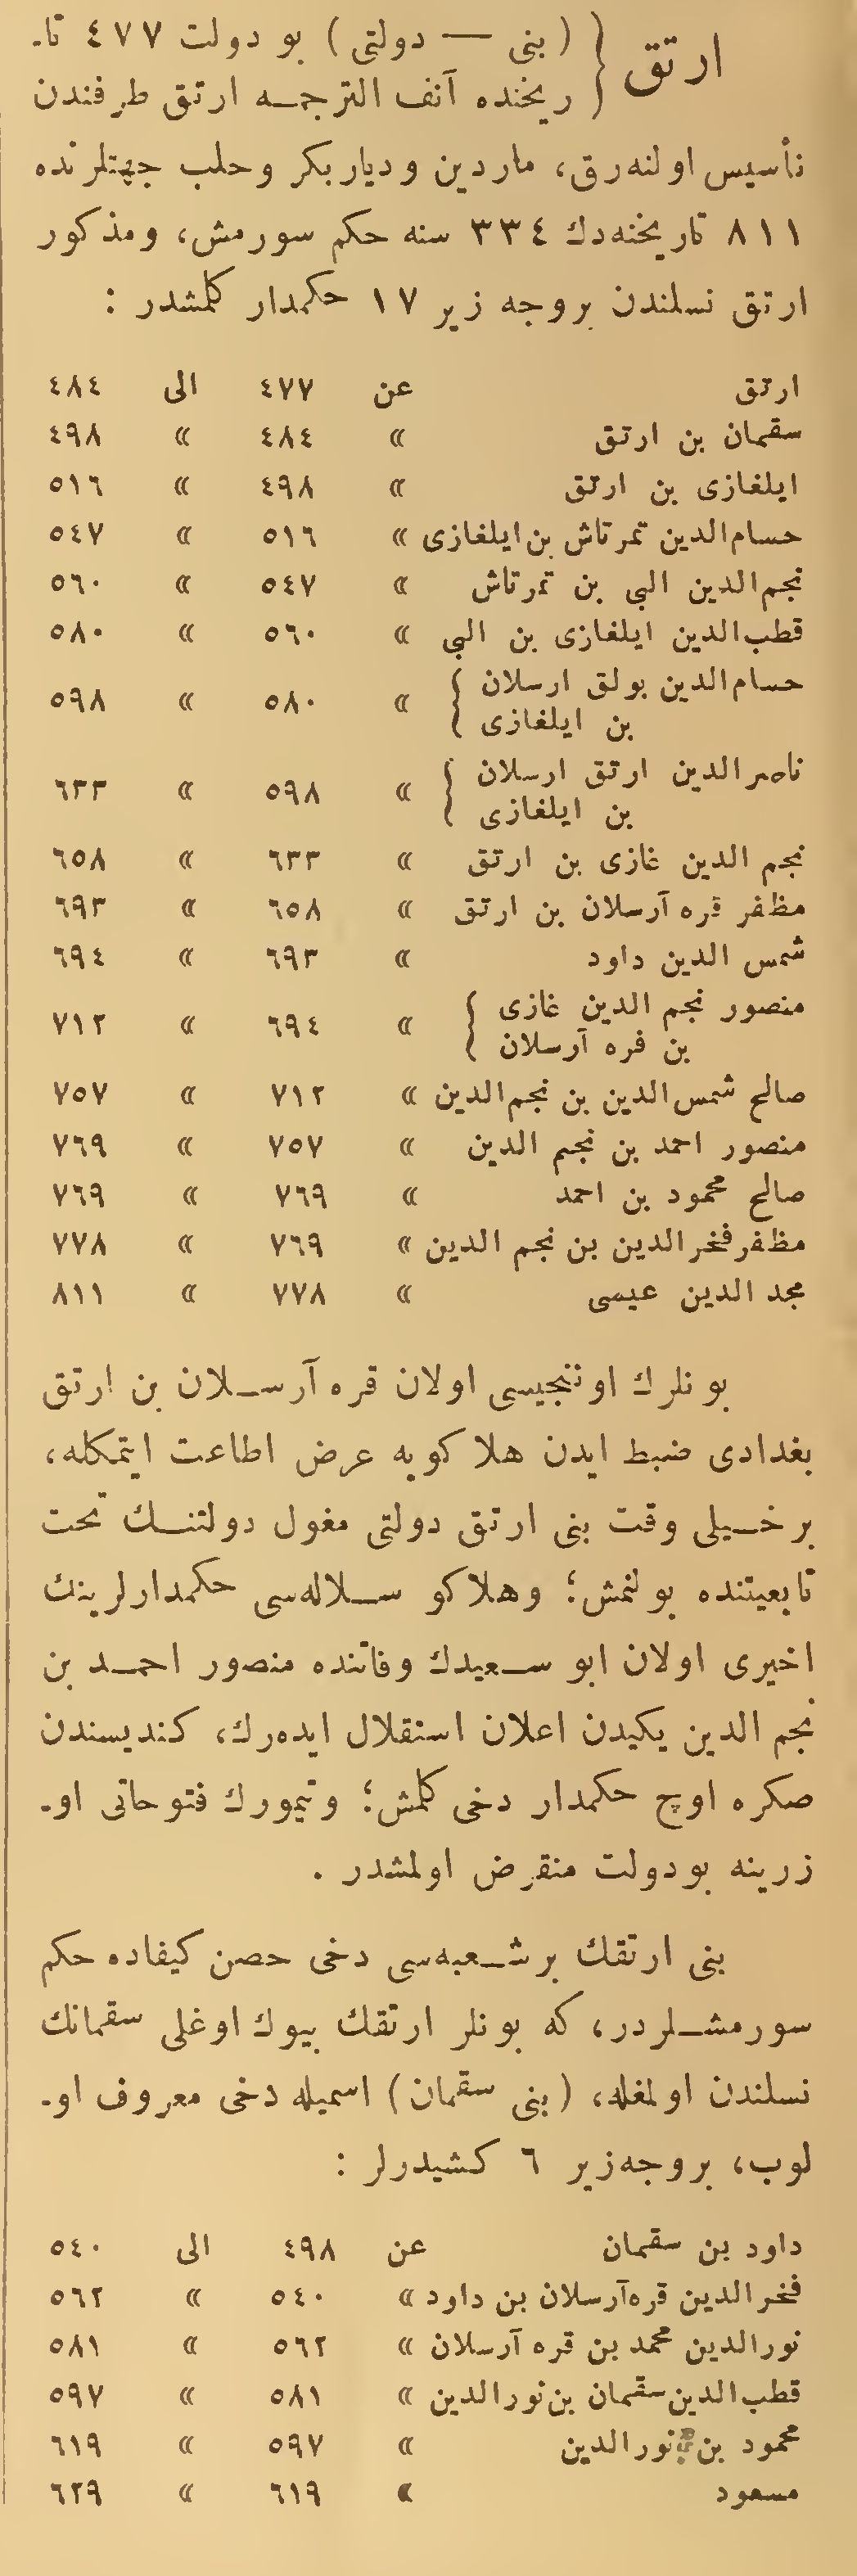 ارتق { (بنی — دولتی) بو دولت ٤٧٧ تا-
ریخنده آنف الترجمه ارتق طرفندن
تأسیس اولنه‌رق، ماردین ودیاربکر وحلب جهتلرنده
٨١١ تاریخنه‌دك ٣٣٤ سنه حکم سورمش، ومذکور
ارتق نسلندن بروجه زیر ١٧ حکمدار کلمشدر :
ارتق عن ٤٧٧ الی ٤٨٤
سقمان بن ارتق » ٤٨٤ » ٤٩٨
ایلغازی بن ارتق » ٤٩٨ » ٥١٦
حسام‌الدین تمرتاش بن ایلغازی » ٥١٦ » ٥٤٧
نجم‌الدین البی بن تمرتاش » ٥٤٧ » ٥٦٠
قطب‌الدین ایلغازی بن البی » ٥٦٠ » ٥٨٠
حسام‌الدین بولق ارسلان
بن ایلغازی } » ٥٨٠ » ٥٩٨
ناصرالدین ارتق ارسلان
بن ایلغازی } » ٥٩٨ » ٦٣٣
نجم الدین غازی بن ارتق » ٦٣٣ » ٦٥٨
مظفر قره آرسلان بن ارتق » ٦٥٨ » ٦٩٣
شمس الدین داود » ٦٩٣ » ٦٩٤
منصور نجم الدین غازی
بن قره آرسلان } » ٦٩٤ » ٧١٢
صالح شمس‌الدین بن نجم‌الدین » ٧١٢ » ٧٥٧
منصور احمد بن نجم الدین » ٧٥٧ » ٧٦٩
صالح محمود بن احمد » ٧٦٩ » ٧٦٩
مظفر فخرالدین بن نجم الدین » ٧٦٩ » ٧٧٨
مجد الدین عیسی » ٧٧٨ » ٨١١
بونلرك اوننجیسی اولان قره آرسلان بن ارتق
بغدادی ضبط ایدن هلاکویه عرض اطاعت ایتمکله،
برخیلی وقت بنی ارتق دولتی مغول دولتنك تحت
تابعیتنده بولنمش؛ وهلاکو سلاله‌سی حکمدارلرینك
اخیری اولان ابو سعیدك وفاتنده منصور احمد بن
نجم الدین یکیدن اعلان استقلال ایده‌رك، کندیسندن
صکره اوچ حکمدار دخی کلمش؛ وتیمورك فتوحاتی او-
زرینه بودولت منقرض اولمشدر .
بنی ارتقك برشعبه‌سی دخی حصن کیفاده حکم
سورمشلردر، که بونلر ارتقك بیوك اوغلی سقمانك
نسلندن اولمغله، (بنی سقمان) اسمیله دخی معروف او-
لوب، بروجه‌زیر ٦ کشیدرلر :
داود بن سقمان عن ٤٩٨ الی ٥٤٠
فخرالدین قره‌آرسلان بن داود » ٥٤٠ » ٥٦٢
نورالدین محمد بن قره آرسلان » ٥٦٢ » ٥٨١
قطب‌الدین سقمان بن نورالدین » ٥٨١ » ٥٩٧
محمود بن نورالدین » ٥٩٧ » ٦١٩
مسعود » ٦١٩ » ٦٢٩